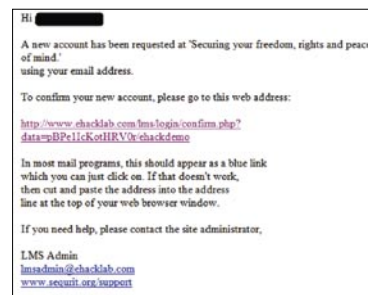 Hi
A new account has been requested at 'Securing your freedom, rights and peace
of mind.'
using your email address.
To confirm your new account, please go to this web address:
http://www.ehacklab.com/lms/login/confirm.php?
data=pBPe1IcKotHRV0r/ehackdemo
In most mail programs, this should appear as a blue link
which you can just click on. If that doesn't work,
then cut and paste the address into the address
line at the top of your web browser window.
If you need help, please contact the site administrator,
LMS Admin
lmsadmin@ehacklab.com
www.sequrit.org/support